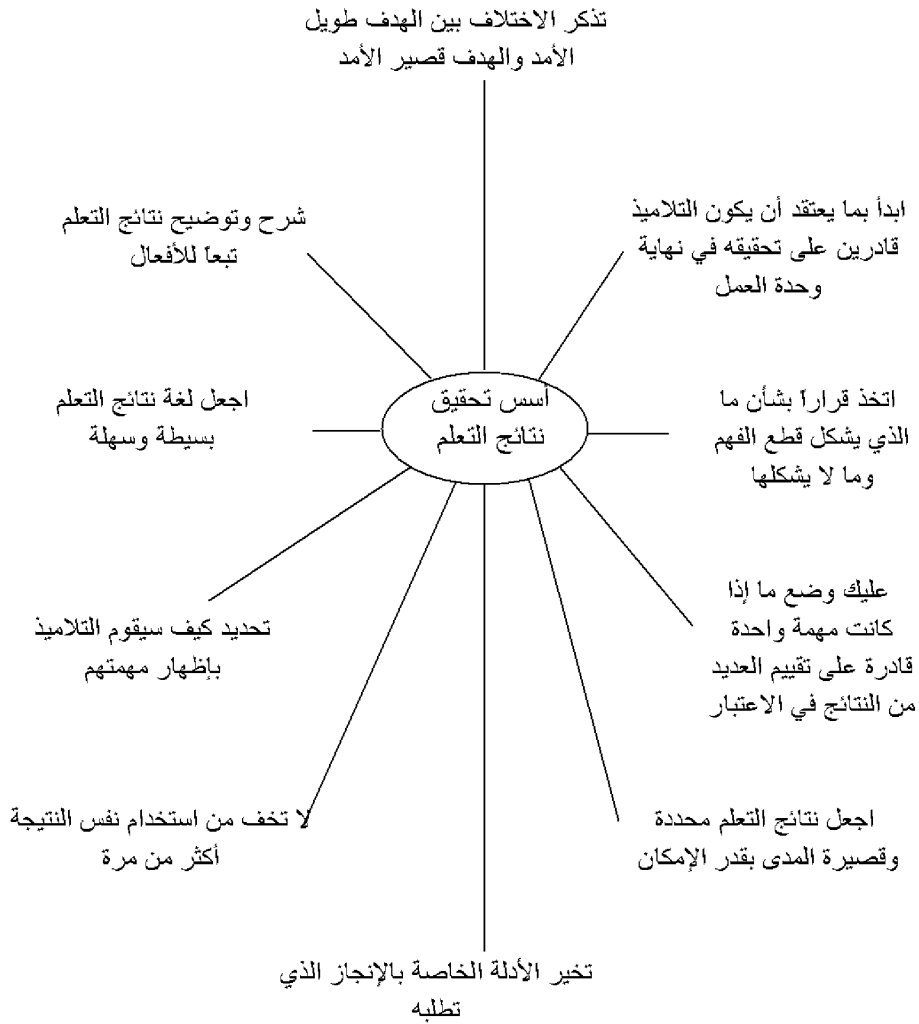 تذكر الاختلاف بين الهدف طويل
الأمد والهدف قصير الأمد
ابدأ بما يعتقد أن يكون التلاميذ
قادرين على تحقيقه في نهاية
وحدة العمل
شرح وتوضيح نتائج التعلم
تبعاً للأفعال
أسس تحقيق
نتائج التعلم
اتخذ قراراً بشأن ما
الذي يشكل قطع الفهم
وما لا يشكلها
اجعل لغة نتائج التعلم
بسيطة وسهلة
عليك وضع ما إذا
كانت مهمة واحدة
قادرة على تقييم العديد
من النتائج في الاعتبار
تحديد كيف سيقوم التلاميذ
بإظهار مهمتهم
اجعل نتائج التعلم محددة
وقصيرة المدى بقدر الإمكان
لا تخف من استخدام نفس النتيجة
أكثر من مرة
تخير الأدلة الخاصة بالإنجاز الذي
تطلبه